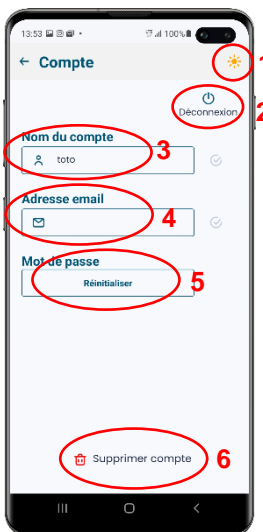 13:53 100%
← Compte 1
Déconnexion 2
Nom du compte
toto 3
Adresse email
4
Mot de passe
Réinitialiser 5
Supprimer compte 6